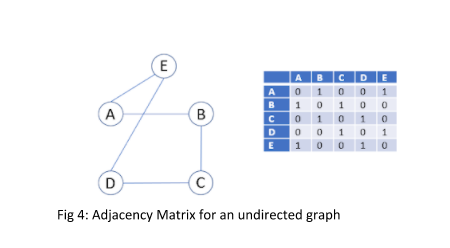 E
A B
D C
A B C D E
A 0 1 0 0 1
B 1 0 1 0 0
C 0 1 0 1 0
D 0 0 1 0 1
E 1 0 0 1 0
Fig 4: Adjacency Matrix for an undirected graph